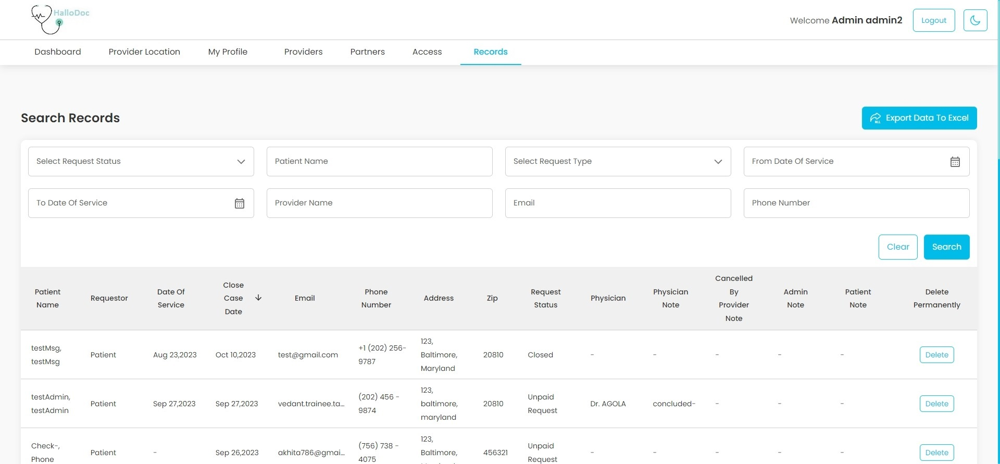 HalloDoc
Welcome Admin admin2
Logout
Dashboard
Provider Location
My Profile
Providers
Partners
Access
Records
Search Records
ALL
Export Data To Excel
Select Request Status
Patient Name
Select Request Type
From Date Of Service
To Date Of Service
Provider Name
Email
Phone Number
Clear
Search
Patient
Name
Requestor
Date Of
Service
Close
Case
Date
Email
Phone
Number
Address
Zip
Request
Status
Physician
Physician
Note
Cancelled
By
Provider
Note
Admin
Note
Patient
Note
Delete
Permanently
testMsg,
testMsg
Patient
Aug 23,2023
Oct 10,2023
test@gmail.com
+1 (202) 256-
9787
123,
Baltimore,
Maryland
20810
Closed
-
-
-
-
-
Delete
testAdmin,
testAdmin
Patient
Sep 27,2023
Sep 27,2023
vedant.trainee.ta...
(202) 456 -
9874
123,
baltimore,
maryland
20810
Unpaid
Request
Dr. AGOLA
concluded-
-
-
-
Delete
Check-,
Phone
Patient
-
Sep 26,2023
akhita786@gmai...
(756) 738 -
4075
123,
Baltimore,
456321
Unpaid
Request
-
-
-
-
-
Delete